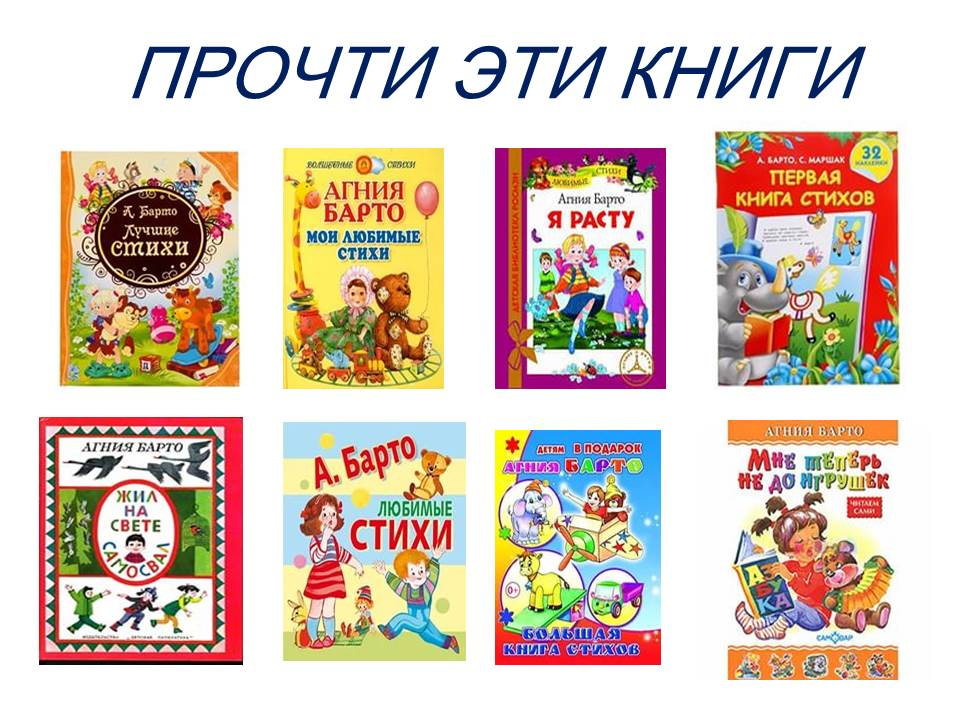 ПРОЧТИ ЭТИ КНИГИ
А. Барто
Лучшие
СТИХИ
ВОЛШЕБНЫЕ СТИХИ
АГНИЯ
БАРТО
МОИ ЛЮБИМЫЕ
СТИХИ
ДЕТСКАЯ БИБЛИОТЕКА РОСМЭН
ЛЮБИМЫЕ СТИХИ
Агния Барто
Я РАСТУ
А. БАРТО, С. МАРШАК
32
НАКЛЕЙКИ
ПЕРВАЯ
КНИГА СТИХОВ
АГНИЯ БАРТО
ЖИЛ
НА
СВЕТЕ
САМОСВАЛ
ИЗДАТЕЛЬСТВО „ДЕТСКАЯ ЛИТЕРАТУРА"
А. Барто
ЛЮБИМЫЕ
СТИХИ
ДЕТЯМ В ПОДАРОК
АГНИЯ БАРТО
0+
БОЛЬШАЯ
КНИГА СТИХОВ
АГНИЯ БАРТО
МНЕ ТЕПЕРЬ
НЕ ДО ИГРУШЕК
ЧИТАЕМ
САМИ
АЗ
БУКА
САМОВАР